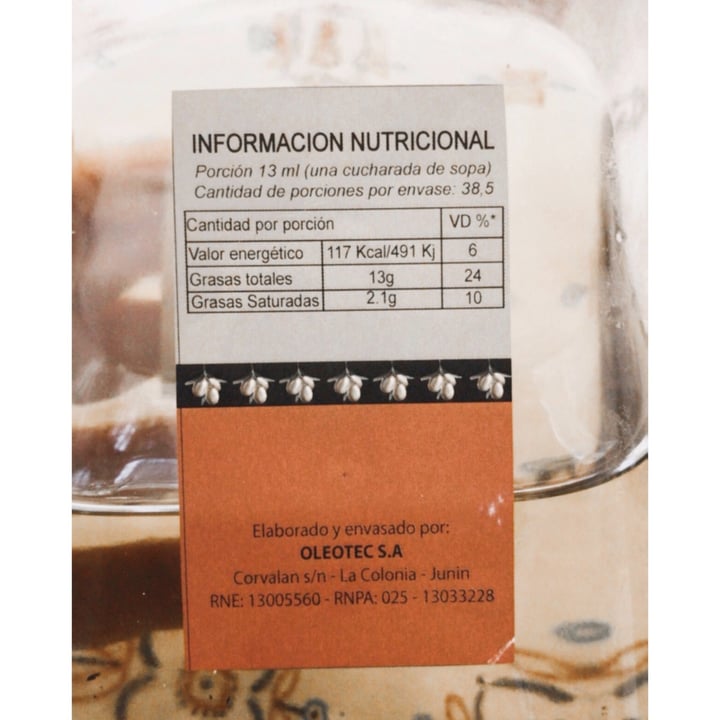 INFORMACION NUTRICIONAL
Porción 13 ml (una cucharada de sopa)
Cantidad de porciones por envase: 38,5
Cantidad por porción VD %*
Valor energético 117 Kcal/491 Kj 6
Grasas totales 13g 24
Grasas Saturadas 2.1g 10
Elaborado y envasado por:
OLEOTEC S.A
Corvalan s/n - La Colonia - Junin
RNE: 13005560 - RNPA: 025 - 13033228